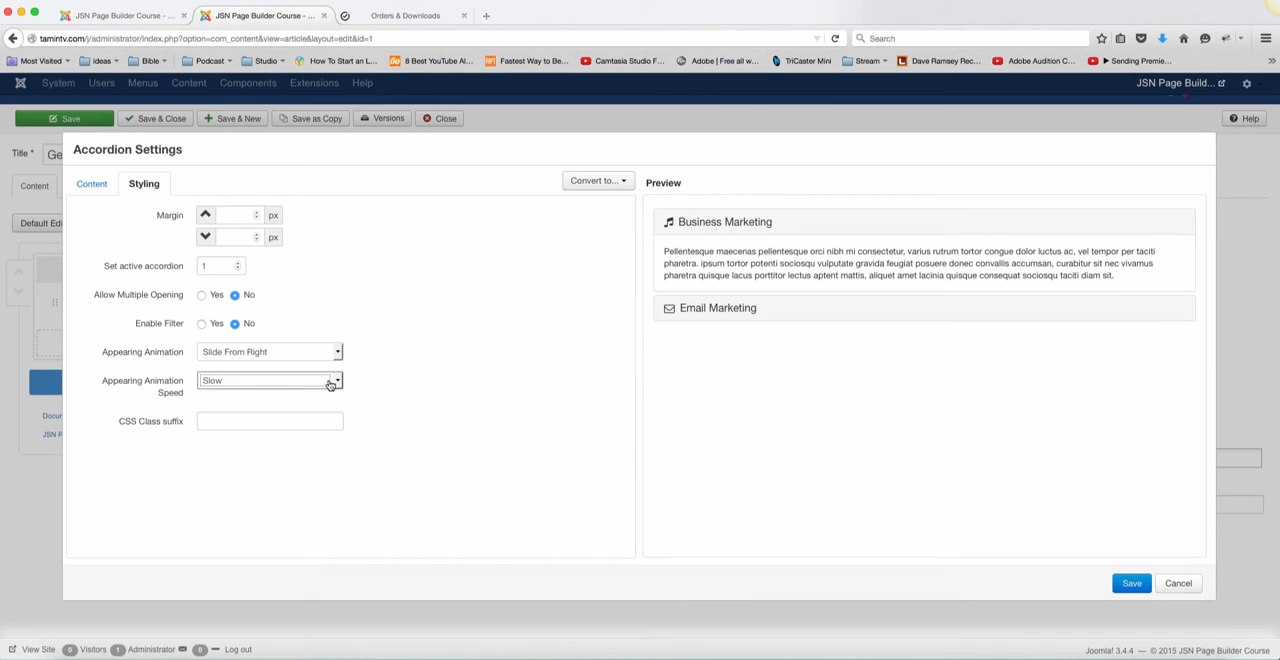 JSN Page Builder Course - ...
JSN Page Builder Course - ...
Orders & Downloads
tamintv.com/j/administrator/index.php?option=com_content&view=article&layout=edit&id=1
Search
Most Visited
ideas
Bible
Podcast
Studio
How To Start an L...
8 Best YouTube Al...
Fastest Way to Be...
Camtasia Studio F...
Adobe | Free all w...
TriCaster Mini
Stream
Dave Ramsey Rec...
Adobe Audition C...
Sending Premie...
System
Users
Menus
Content
Components
Extensions
Help
JSN Page Build...
Save
Save & Close
Save & New
Save as Copy
Versions
Close
Help
Title *
Ge
Content
Default Edi
Docu
JSN P
Accordion Settings
Content
Styling
Convert to...
Margin
px
px
Set active accordion
1
Allow Multiple Opening
Yes
No
Enable Filter
Yes
No
Appearing Animation
Slide From Right
Appearing Animation
Speed
Slow
CSS Class suffix
Preview
Business Marketing
Pellentesque maecenas pellentesque orci nibh mi consectetur, varius rutrum tortor congue dolor luctus ac, vel tempor per taciti
pharetra. ipsum tortor potenti sociosqu vulputate gravida feugiat posuere donec convallis accumsan, curabitur sit nec vivamus
pharetra quisque lacus porttitor lectus aptent mattis, aliquet amet lacinia quisque consequat sociosqu taciti diam sit.
Email Marketing
Save
Cancel
View Site
0 Visitors
1 Administrator
0
Log out
Joomla! 3.4.4 — © 2015 JSN Page Builder Course